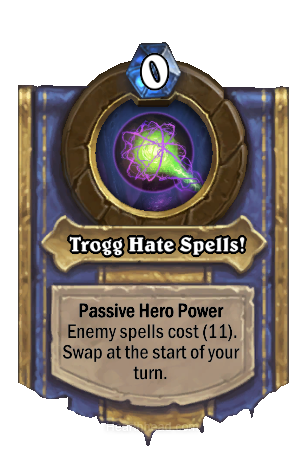 0
Trogg Hate Spells!
Passive Hero Power
Enemy spells cost (11).
Swap at the start of your
turn.